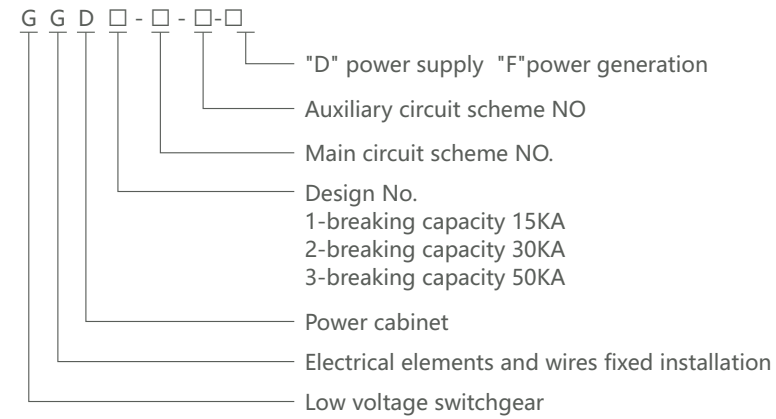 G G D □ - □ - □-□
"D" power supply "F"power generation
Auxiliary circuit scheme NO
Main circuit scheme NO.
Design No.
1-breaking capacity 15KA
2-breaking capacity 30KA
3-breaking capacity 50KA
Power cabinet
Electrical elements and wires fixed installation
Low voltage switchgear